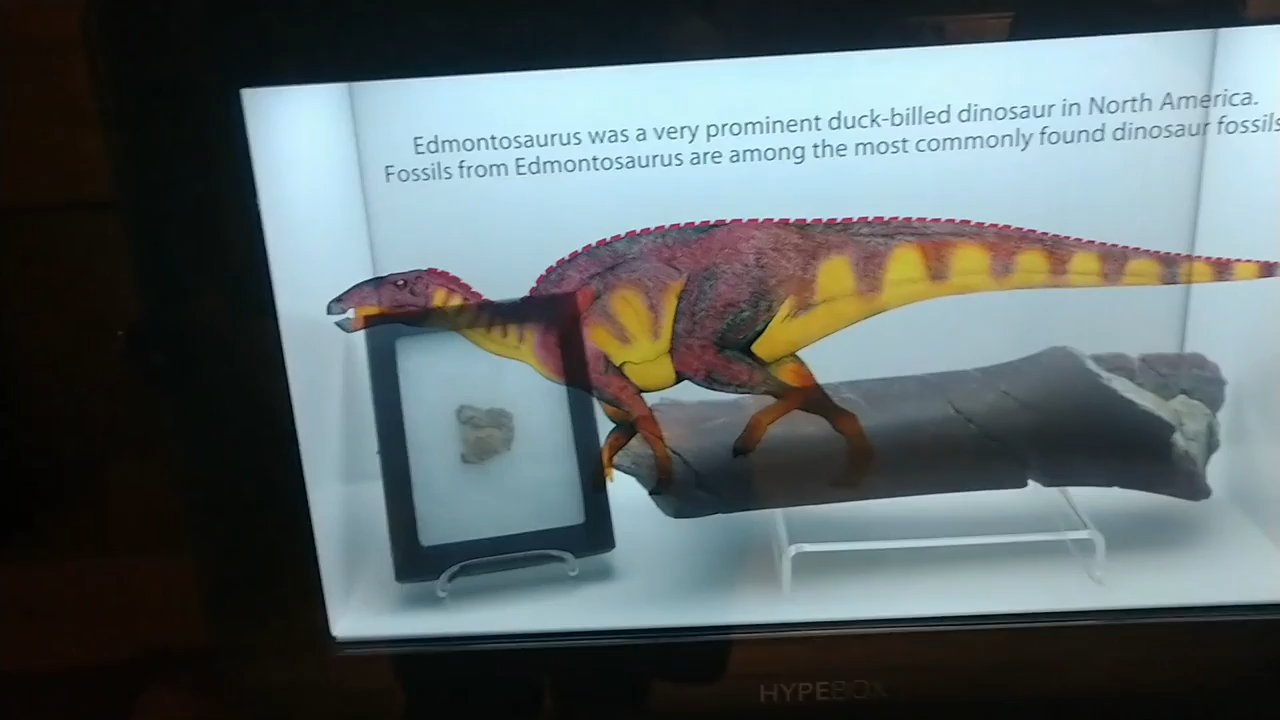 Edmontosaurus was a very prominent duck-billed dinosaur in North America.
Fossils from Edmontosaurus are among the most commonly found dinosaur fossils
HYPEBOX